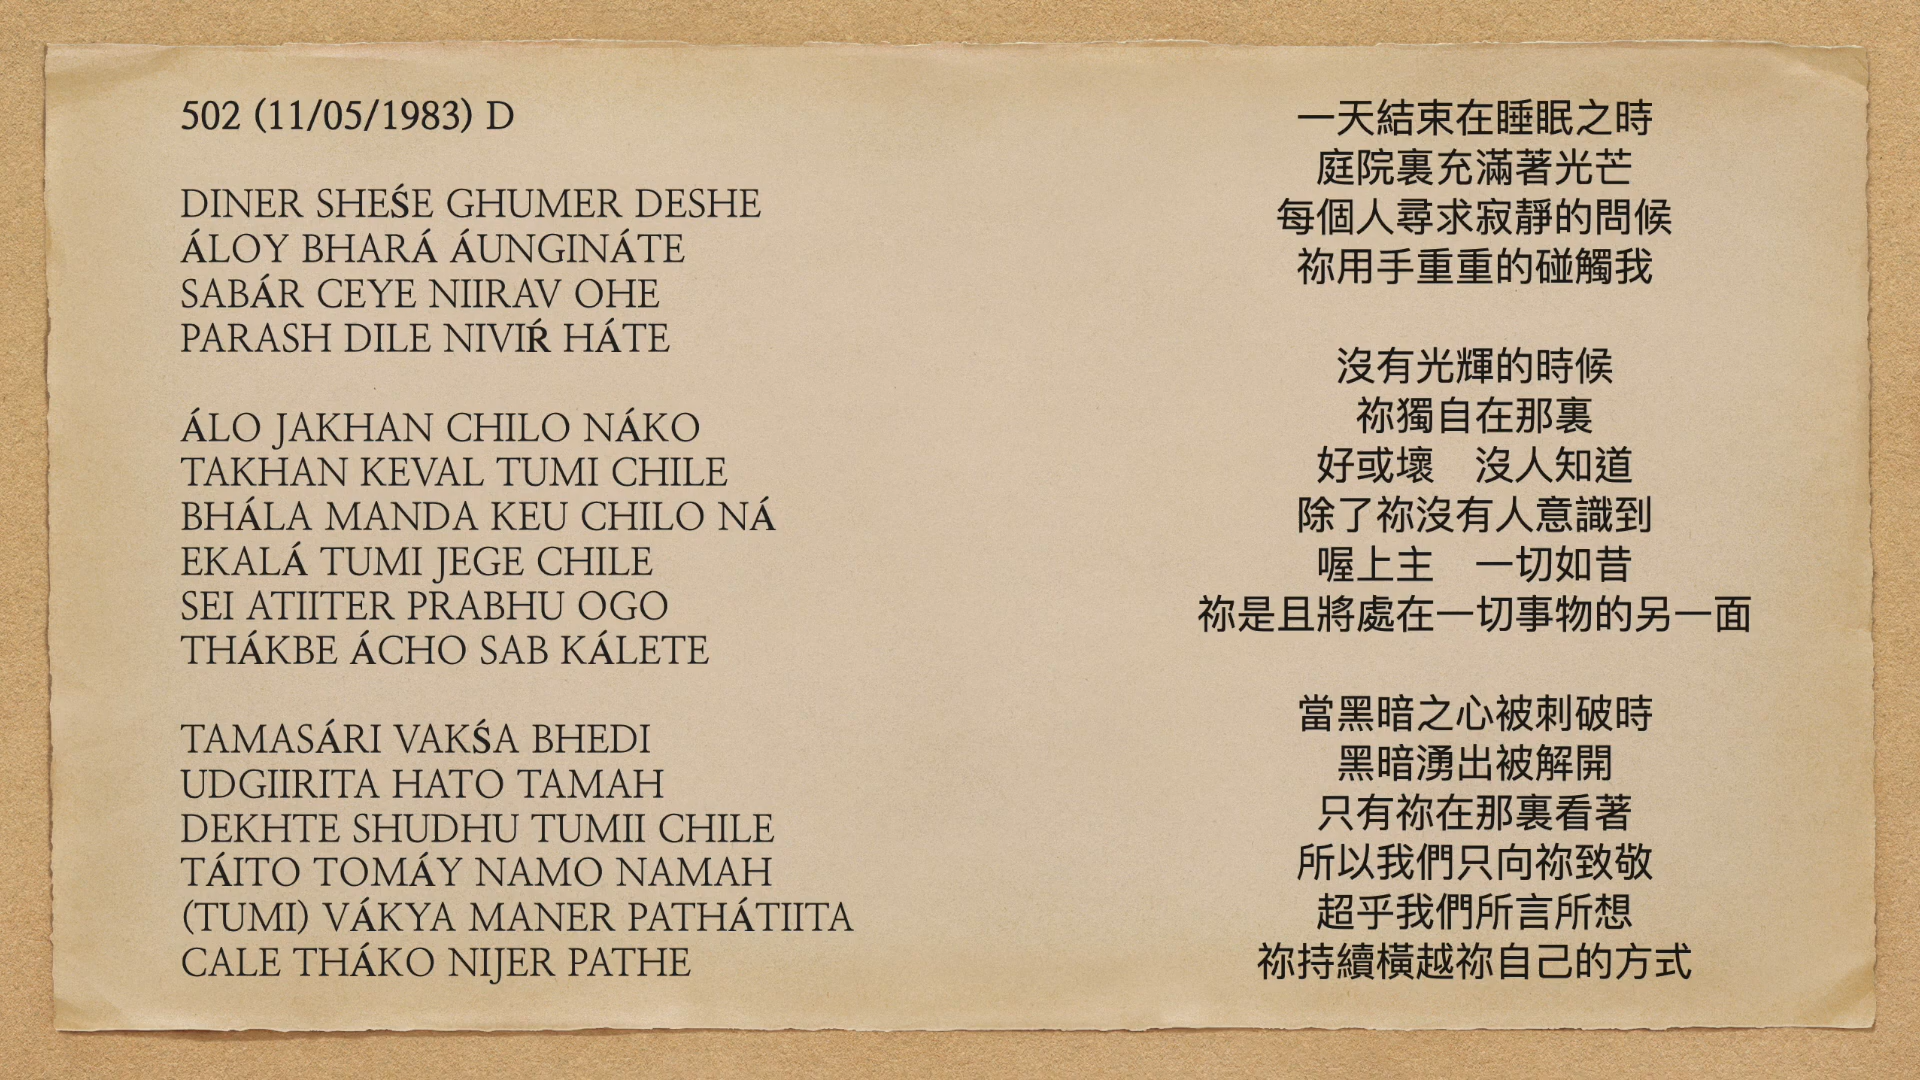 502 (11/05/1983) D
DINER SHEŚE GHUMER DESHE
ÁLOY BHARÁ ÁUNGINÁTE
SABÁR CEYE NIIRAV OHE
PARASH DILE NIVIŔ HÁTE
ÁLO JAKHAN CHILO NÁKO
TAKHAN KEVAL TUMI CHILE
BHÁLA MANDA KEU CHILO NÁ
EKALÁ TUMI JEGE CHILE
SEI ATIITER PRABHU OGO
THÁKBE ÁCHO SAB KÁLETE
TAMASÁRI VAKŚA BHEDI
UDGIIRITA HATO TAMAH
DEKHTE SHUDHU TUMII CHILE
TÁITO TOMÁY NAMO NAMAH
(TUMI) VÁKYA MANER PATHÁTIITA
CALE THÁKO NIJER PATHE
一天結束在睡眠之時
庭院裏充滿著光芒
每個人尋求寂靜的問候
祢用手重重的碰觸我
沒有光輝的時候
祢獨自在那裏
好或壞　沒人知道
除了祢沒有人意識到
喔上主　一切如昔
祢是且將處在一切事物的另一面
當黑暗之心被刺破時
黑暗湧出被解開
只有祢在那裏看著
所以我們只向祢致敬
超乎我們所言所想
祢持續橫越祢自己的方式